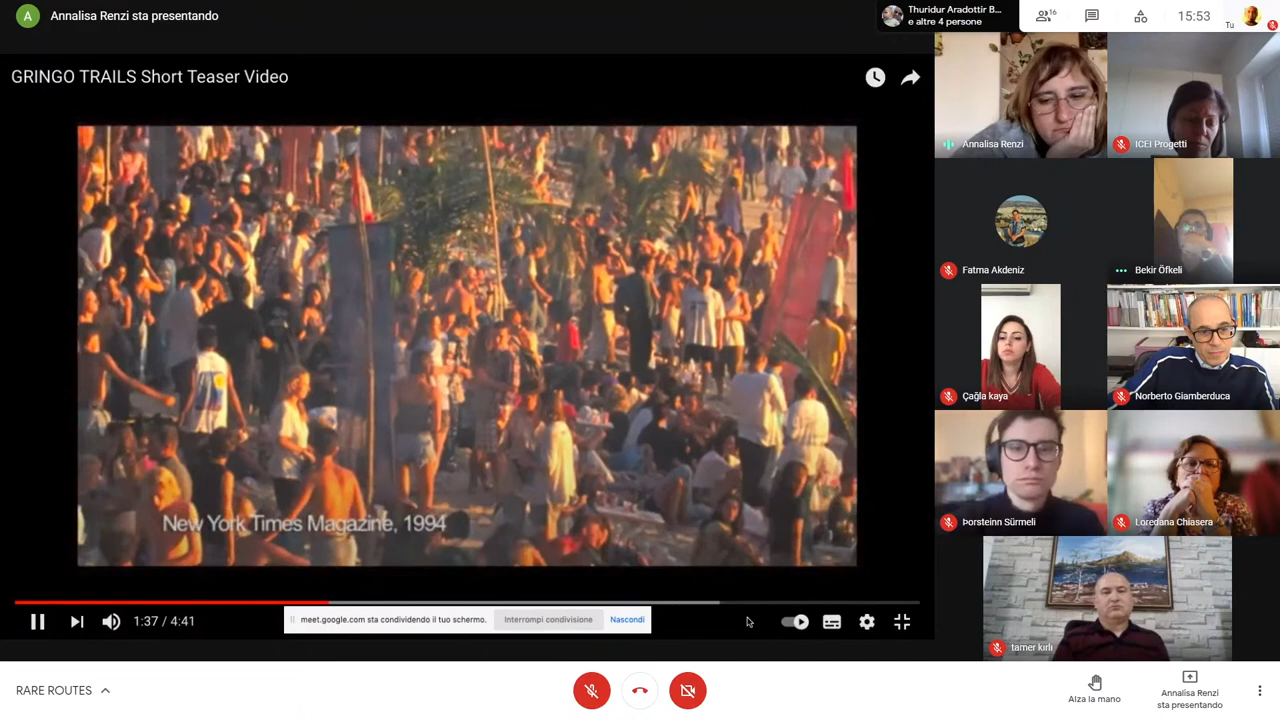 A
Annalisa Renzi sta presentando
Thuridur Aradottir B...
e altre 4 persone
16
15:53
Tu
GRINGO TRAILS Short Teaser Video
New York Times Magazine, 1994
1:37 / 4:41
meet.google.com sta condividendo il tuo schermo.
Interrompi condivisione
Nascondi
Annalisa Renzi
ICEI Progetti
Fatma Akdeniz
Bekir Öfkeli
Çağla kaya
Norberto Giamberduca
Þorsteinn Sürmeli
Loredana Chiasera
tamer kırlı
RARE ROUTES
Alza la mano
Annalisa Renzi
sta presentando